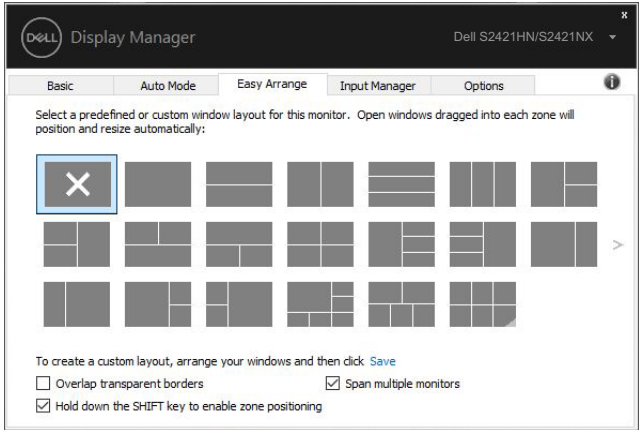 x
DELL Display Manager Dell S2421HN/S2421NX
Basic Auto Mode Easy Arrange Input Manager Options i
Select a predefined or custom window layout for this monitor. Open windows dragged into each zone will
position and resize automatically:
To create a custom layout, arrange your windows and then click Save
Overlap transparent borders Span multiple monitors
Hold down the SHIFT key to enable zone positioning